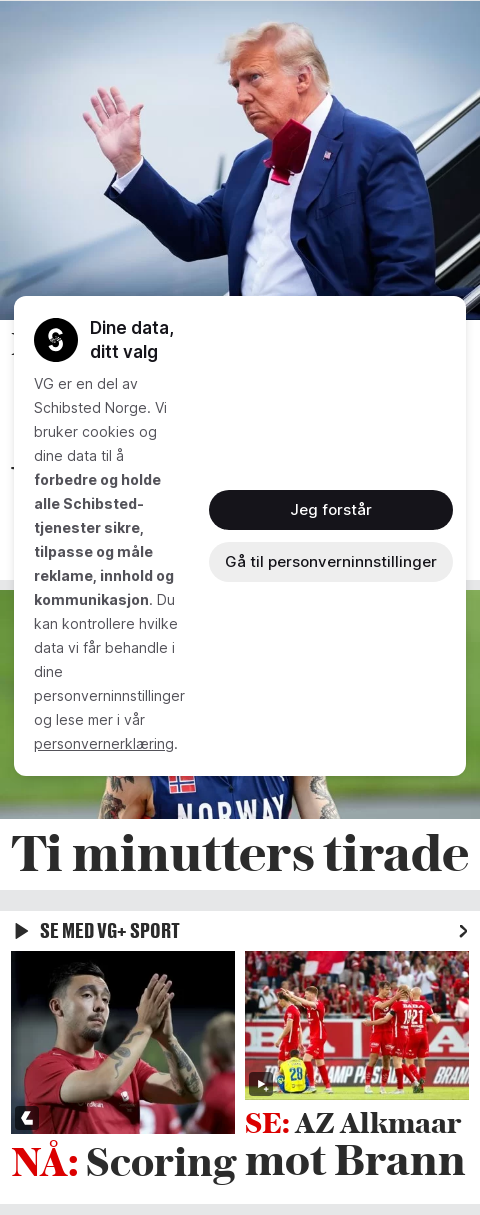 Dine data,
ditt valg
VG er en del av
Schibsted Norge. Vi
bruker cookies og
dine data til å
forbedre og holde
alle Schibsted-
tjenester sikre,
tilpasse og måle
reklame, innhold og
kommunikasjon. Du
kan kontrollere hvilke
data vi får behandle i
dine
personverninnstillinger
og lese mer i vår
personvernerklæring.
Jeg forstår
Gå til personverninnstillinger
NORWAY
Ti minutters tirade
SE MED VG+ SPORT
NÅ: Scoring
28
1921
BRANN
SE: AZ Alkmaar
mot Brann